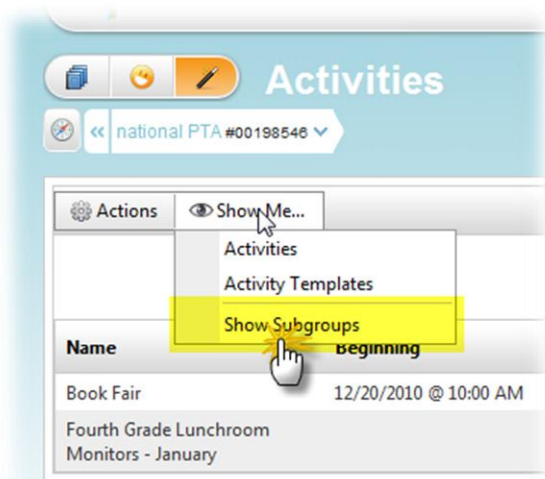 Activities
« national PTA #00198546
Actions Show Me...
Activities
Activity Templates
Show Subgroups
Name Beginning
Book Fair 12/20/2010 @ 10:00 AM
Fourth Grade Lunchroom
Monitors - January